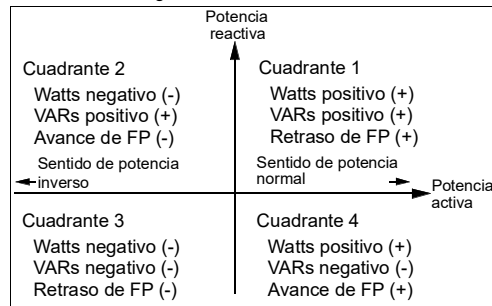 Potencia
reactiva
Cuadrante 2
Watts negativo (-)
VARs positivo (+)
Avance de FP (-)
Cuadrante 1
Watts positivo (+)
VARs positivo (+)
Retraso de FP (+)
Sentido de potencia
inverso
Sentido de potencia
normal
Potencia
activa
Cuadrante 3
Watts negativo (-)
VARs negativo (-)
Retraso de FP (-)
Cuadrante 4
Watts positivo (+)
VARs negativo (-)
Avance de FP (+)